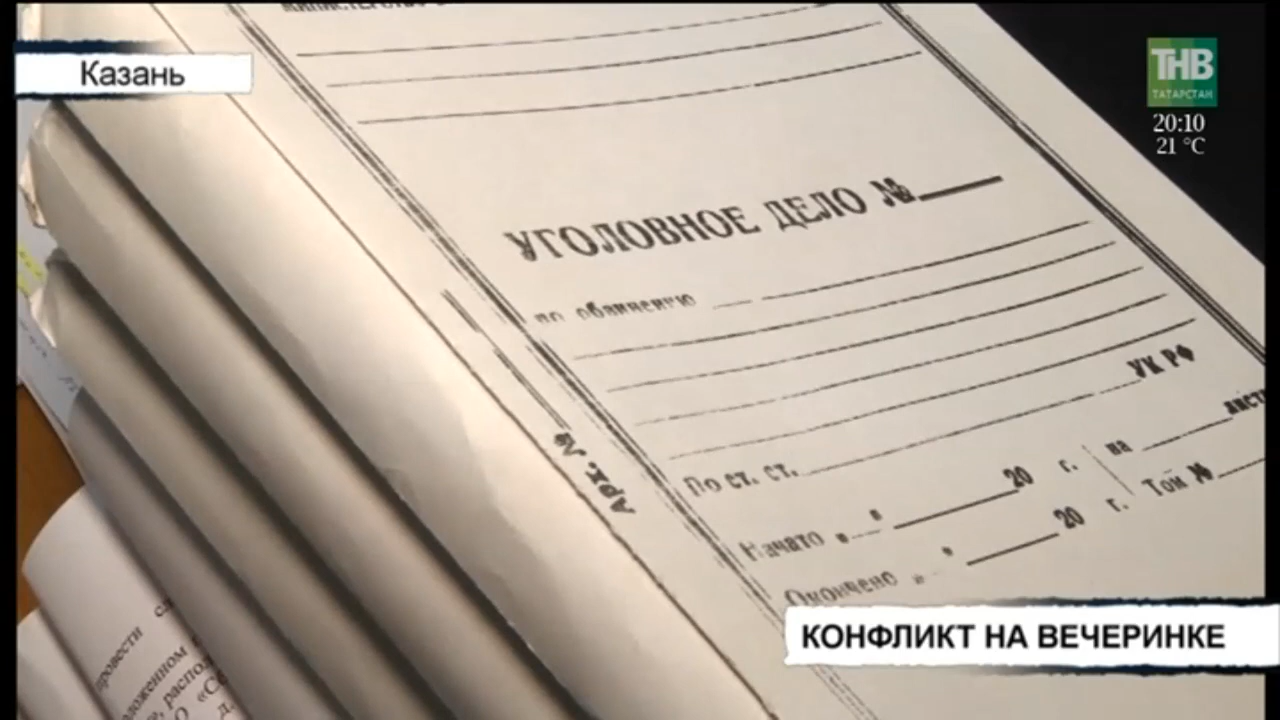 Казань
ТНВ
ТАТАРСТАН
20:10
21 °C
УГОЛОВНОЕ ДЕЛО №
по обвинению
УК РФ
По ст. ст.
на
Арх. №
Начато " " 20 г.
Том №
Окончено " " 20 г.
провести
КОНФЛИКТ НА ВЕЧЕРИНКЕ